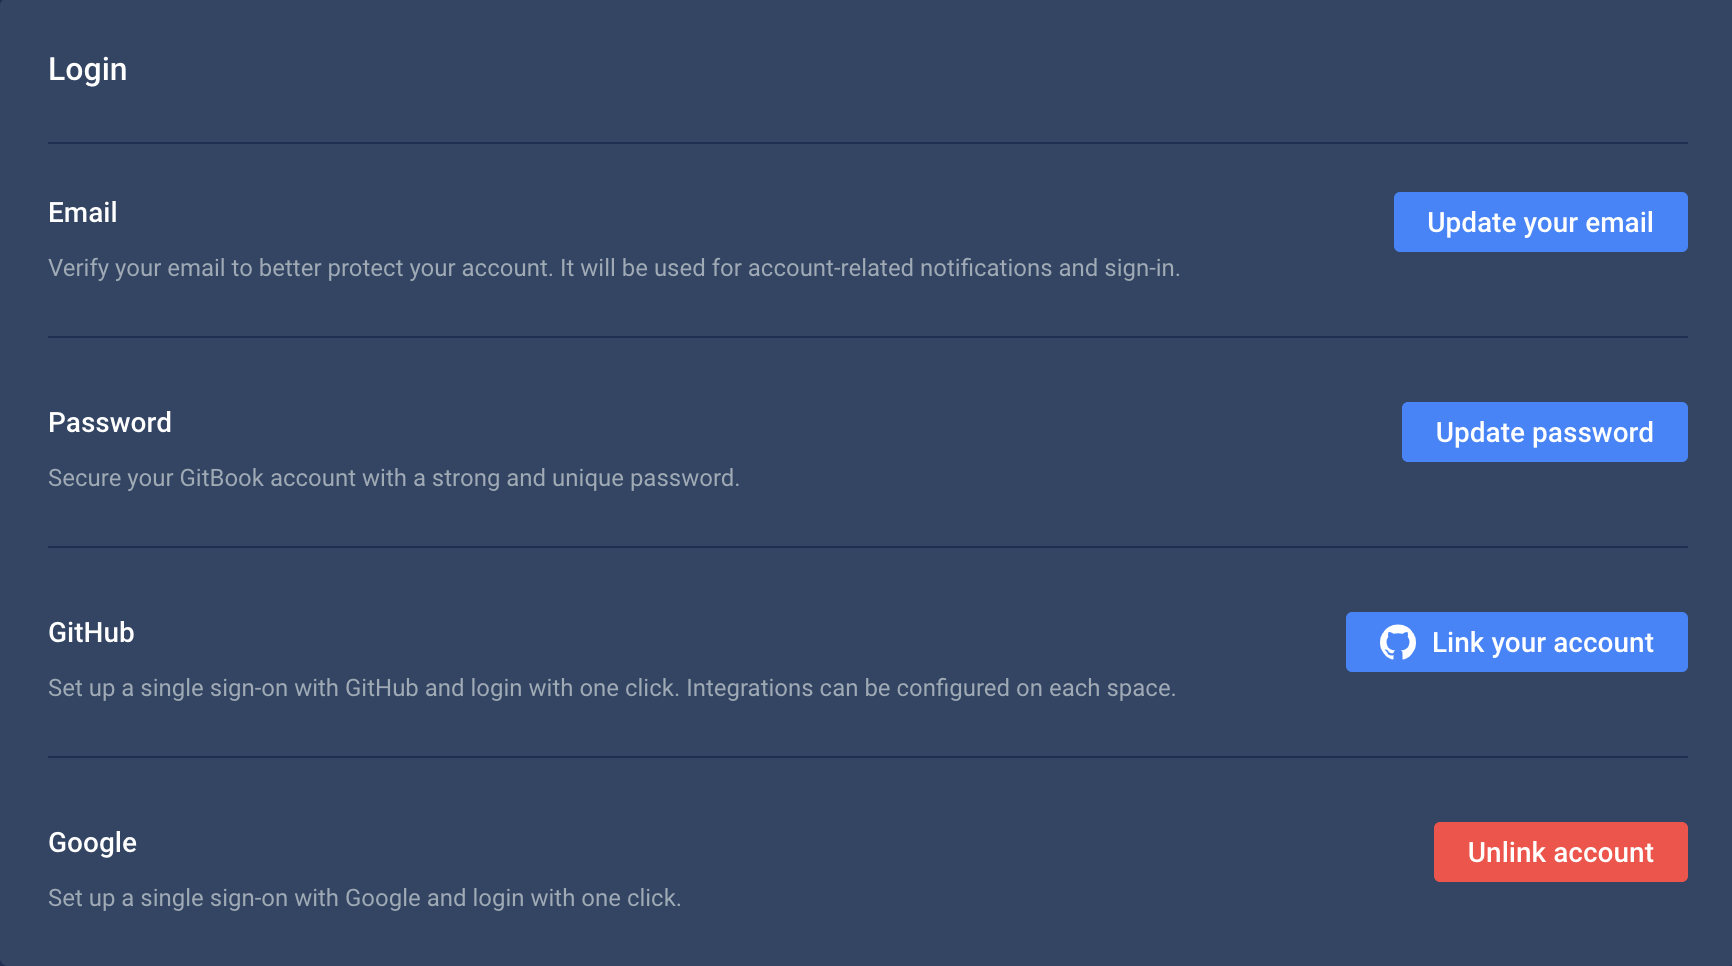 Login
Email
Update your email
Verify your email to better protect your account. It will be used for account-related notifications and sign-in.
Password
Update password
Secure your GitBook account with a strong and unique password.
GitHub
Link your account
Set up a single sign-on with GitHub and login with one click. Integrations can be configured on each space.
Google
Unlink account
Set up a single sign-on with Google and login with one click.